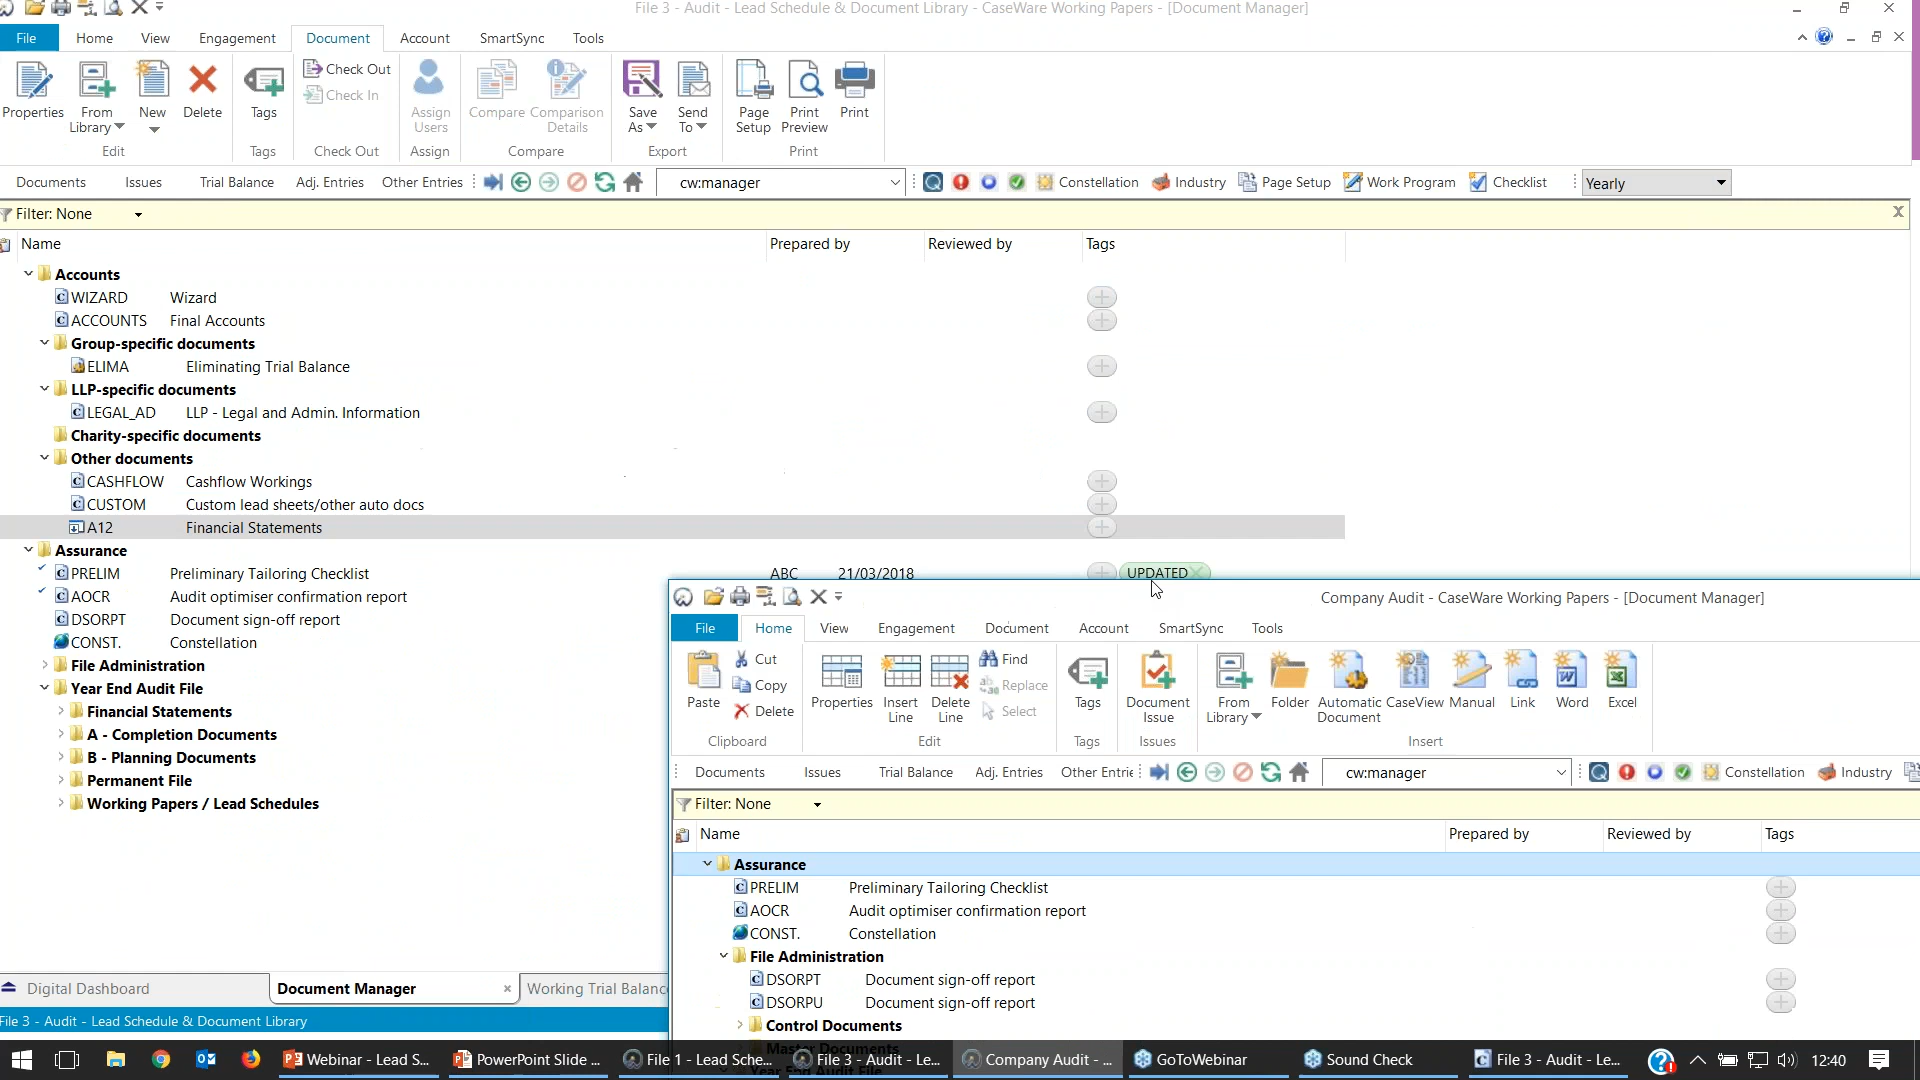 File 3 - Audit - Lead Schedule & Document Library - CaseWare Working Papers - [Document Manager]
File Home View Engagement Document Account SmartSync Tools
Properties From Library New Delete Tags Check Out Check In Assign Users Compare Comparison Details Save As Send To Page Setup Print Preview Print
Edit Tags Check Out Assign Compare Export Print
Documents Issues Trial Balance Adj. Entries Other Entries cw:manager Constellation Industry Page Setup Work Program Checklist Yearly
Filter: None X
Name Prepared by Reviewed by Tags
Accounts
WIZARD Wizard
ACCOUNTS Final Accounts
Group-specific documents
ELIMA Eliminating Trial Balance
LLP-specific documents
LEGAL_AD LLP - Legal and Admin. Information
Charity-specific documents
Other documents
CASHFLOW Cashflow Workings
CUSTOM Custom lead sheets/other auto docs
A12 Financial Statements
Assurance
PRELIM Preliminary Tailoring Checklist ABC 21/03/2018 UPDATED
AOCR Audit optimiser confirmation report
DSORPT Document sign-off report
CONST. Constellation
File Administration
Year End Audit File
Financial Statements
A - Completion Documents
B - Planning Documents
Permanent File
Working Papers / Lead Schedules
Digital Dashboard Document Manager × Working Trial Balanc
File 3 - Audit - Lead Schedule & Document Library
Company Audit - CaseWare Working Papers - [Document Manager]
File Home View Engagement Document Account SmartSync Tools
Paste Cut Copy Delete Properties Insert Line Delete Line Find Replace Select Tags Document Issue From Library Folder Automatic Document CaseView Manual Link Word Excel
Clipboard Edit Tags Issues Insert
Documents Issues Trial Balance Adj. Entries Other Entrie cw:manager Constellation Industry
Filter: None
Name Prepared by Reviewed by Tags
Assurance
PRELIM Preliminary Tailoring Checklist
AOCR Audit optimiser confirmation report
CONST. Constellation
File Administration
DSORPT Document sign-off report
DSORPU Document sign-off report
Control Documents
Master Documents
Year End Audit File
Webinar - Lead S... PowerPoint Slide ... File 1 - Lead Sche... File 3 - Audit - Le... Company Audit - ... GoToWebinar Sound Check File 3 - Audit - Le... 12:40